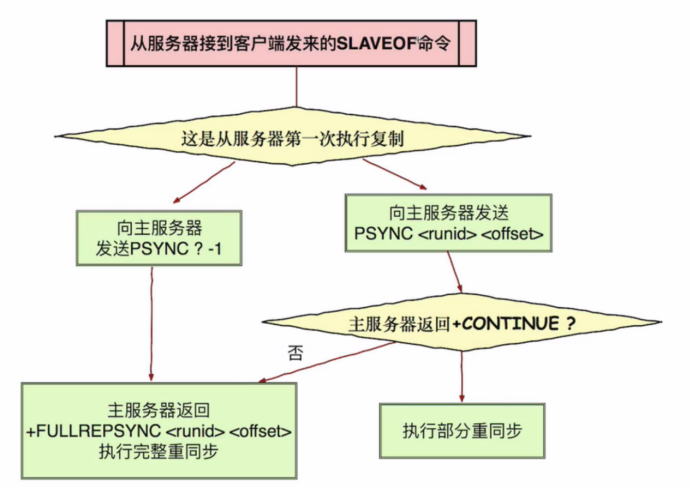 从服务器接到客户端发来的SLAVEOF命令
这是从服务器第一次执行复制
向主服务器
发送PSYNC ? -1
向主服务器发送
PSYNC <runid> <offset>
主服务器返回+CONTINUE ?
否
主服务器返回
+FULLREPSYNC <runid> <offset>
执行完整重同步
执行部分重同步